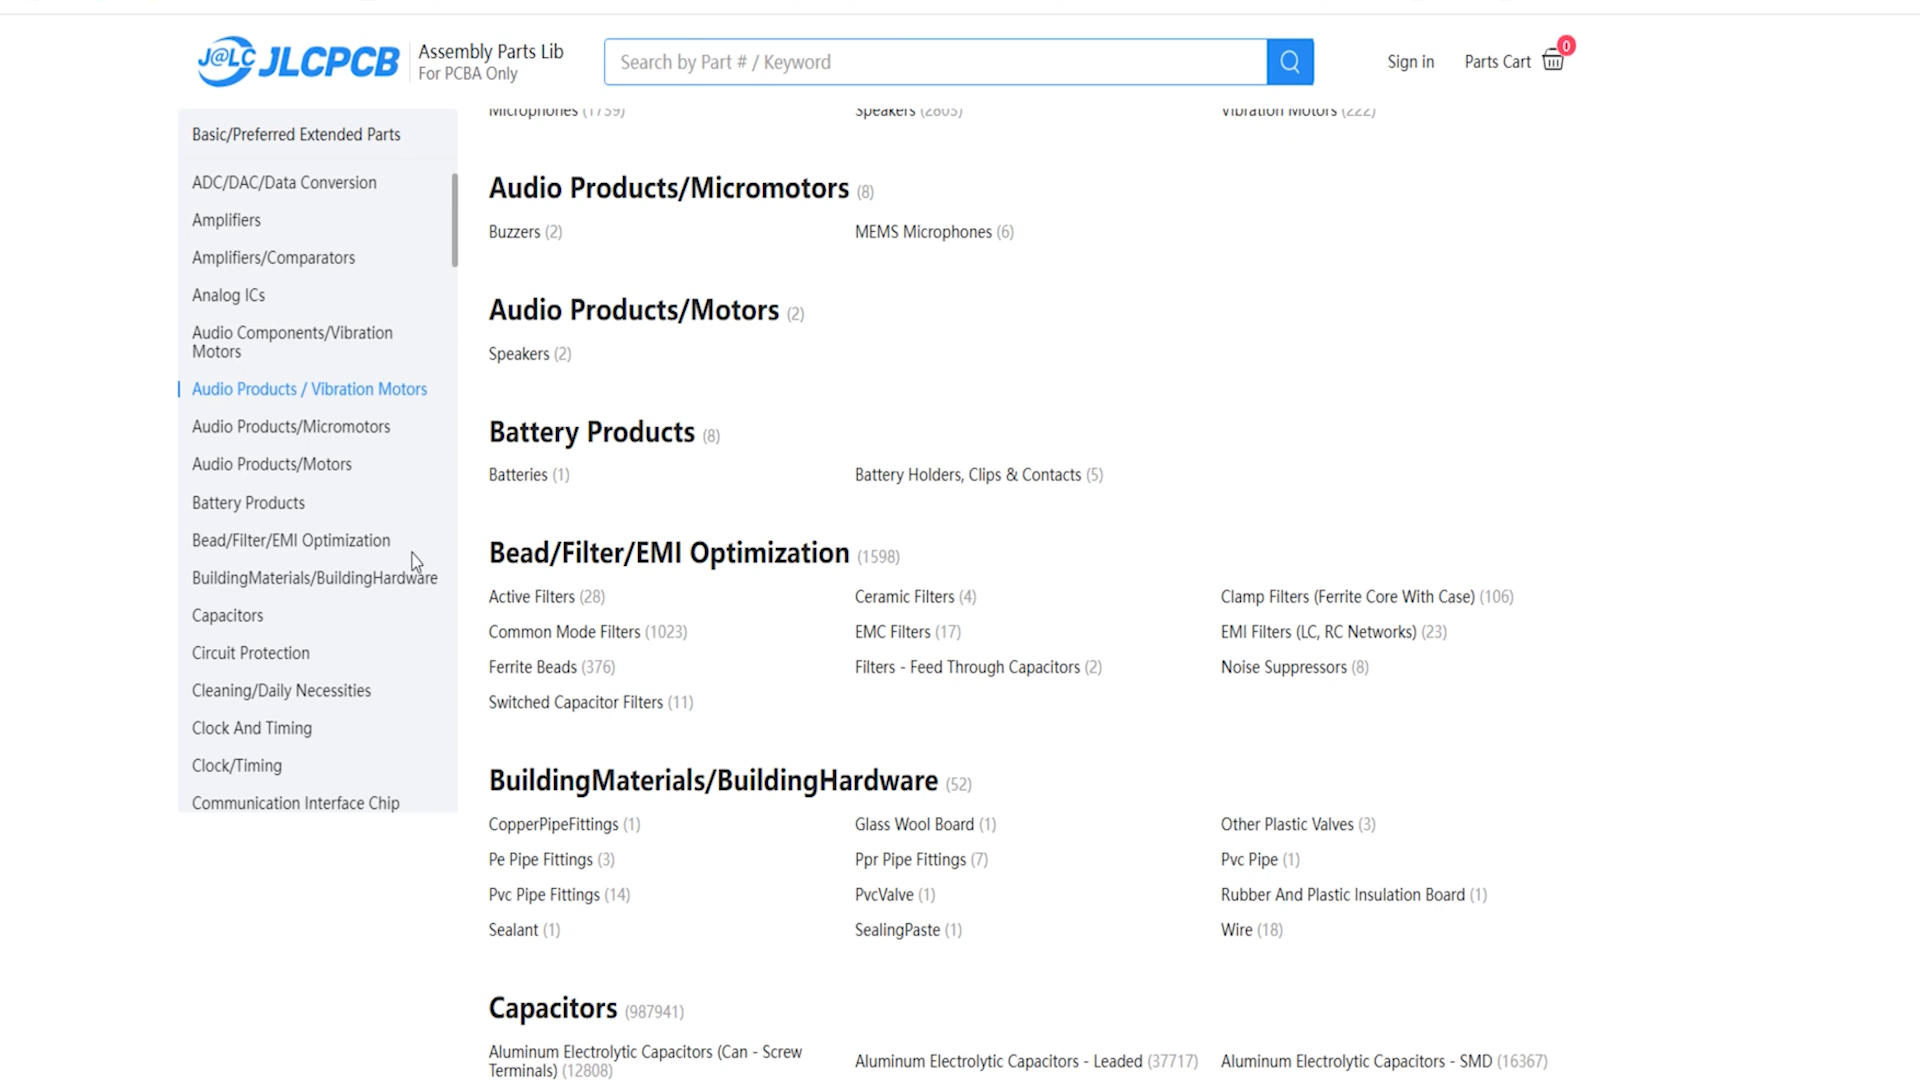 J@LC JLCPCB
Assembly Parts Lib
For PCBA Only
Search by Part # / Keyword
Sign in
Parts Cart
0
Basic/Preferred Extended Parts
ADC/DAC/Data Conversion
Amplifiers
Amplifiers/Comparators
Analog ICs
Audio Components/Vibration
Motors
Audio Products / Vibration Motors
Audio Products/Micromotors
Audio Products/Motors
Battery Products
Bead/Filter/EMI Optimization
BuildingMaterials/BuildingHardware
Capacitors
Circuit Protection
Cleaning/Daily Necessities
Clock And Timing
Clock/Timing
Communication Interface Chip
Microphones (1739) Speakers (2805) Vibration Motors (222)
Audio Products/Micromotors (8)
Buzzers (2) MEMS Microphones (6)
Audio Products/Motors (2)
Speakers (2)
Battery Products (8)
Batteries (1) Battery Holders, Clips & Contacts (5)
Bead/Filter/EMI Optimization (1598)
Active Filters (28) Ceramic Filters (4) Clamp Filters (Ferrite Core With Case) (106)
Common Mode Filters (1023) EMC Filters (17) EMI Filters (LC, RC Networks) (23)
Ferrite Beads (376) Filters - Feed Through Capacitors (2) Noise Suppressors (8)
Switched Capacitor Filters (11)
BuildingMaterials/BuildingHardware (52)
CopperPipeFittings (1) Glass Wool Board (1) Other Plastic Valves (3)
Pe Pipe Fittings (3) Ppr Pipe Fittings (7) Pvc Pipe (1)
Pvc Pipe Fittings (14) PvcValve (1) Rubber And Plastic Insulation Board (1)
Sealant (1) SealingPaste (1) Wire (18)
Capacitors (987941)
Aluminum Electrolytic Capacitors (Can - Screw
Terminals) (12808)
Aluminum Electrolytic Capacitors - Leaded (37717)
Aluminum Electrolytic Capacitors - SMD (16367)